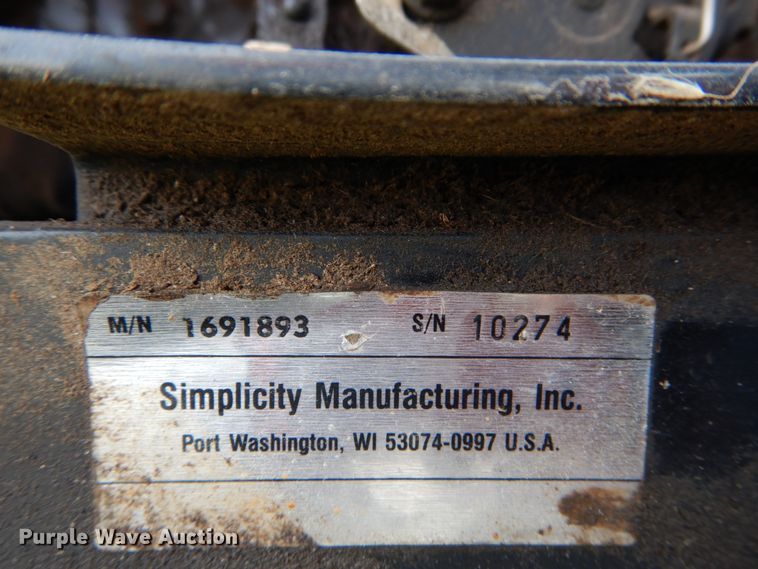 M/N 1691893 S/N 10274
Simplicity Manufacturing, Inc.
Port Washington, WI 53074-0997 U.S.A.
Purple Wave Auction